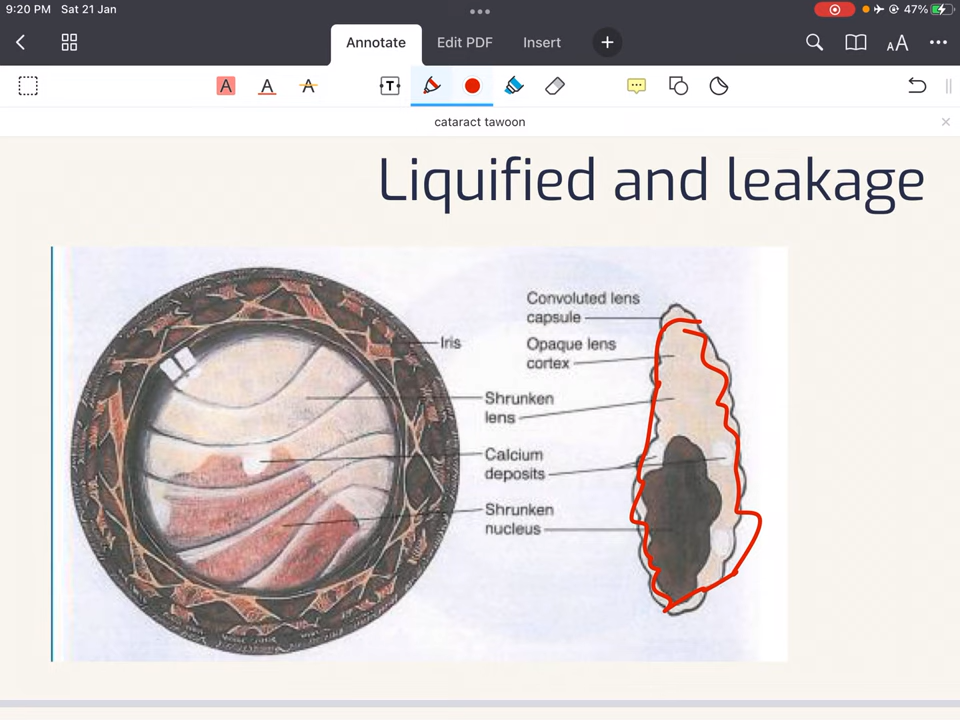 9:20 PM Sat 21 Jan
47%
Annotate
Edit PDF
Insert
AA
A
A
A
T
cataract tawoon
Liquified and leakage
Convoluted lens
capsule
Opaque lens
cortex
Iris
Shrunken
lens
Calcium
deposits
Shrunken
nucleus